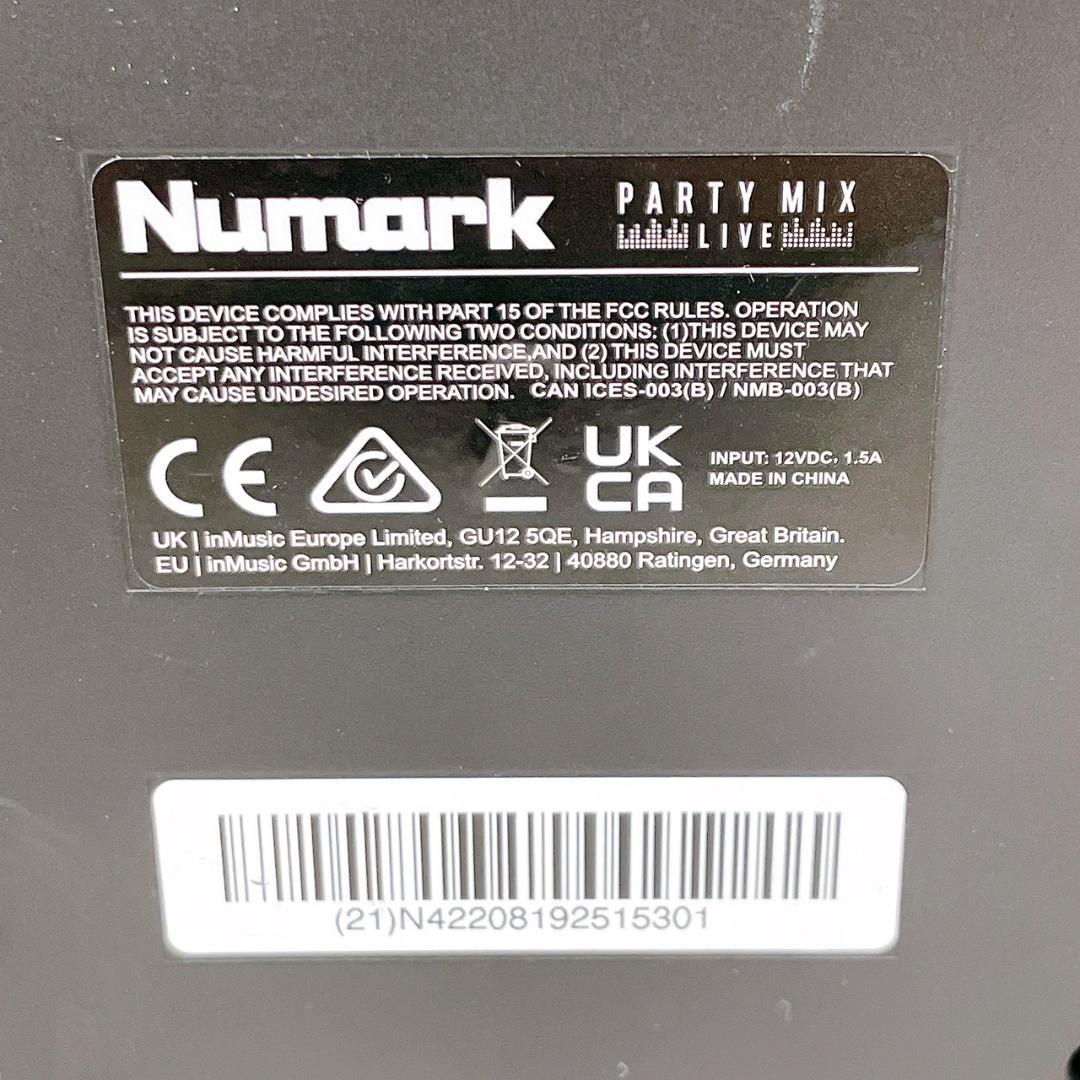 Numark
PARTY MIX
LIVE
THIS DEVICE COMPLIES WITH PART 15 OF THE FCC RULES. OPERATION
IS SUBJECT TO THE FOLLOWING TWO CONDITIONS: (1)THIS DEVICE MAY
NOT CAUSE HARMFUL INTERFERENCE,AND (2) THIS DEVICE MUST
ACCEPT ANY INTERFERENCE RECEIVED, INCLUDING INTERFERENCE THAT
MAY CAUSE UNDESIRED OPERATION. CAN ICES-003(B) / NMB-003(B)
CE
UK
CA
INPUT: 12VDC, 1.5A
MADE IN CHINA
UK | inMusic Europe Limited, GU12 5QE, Hampshire, Great Britain.
EU | inMusic GmbH | Harkortstr. 12-32 | 40880 Ratingen, Germany
(21)N42208192515301